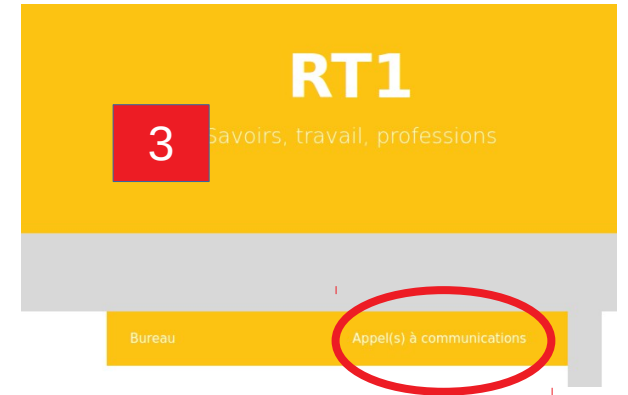 RT1
3
Savoirs, travail, professions
Bureau
Appel(s) à communications